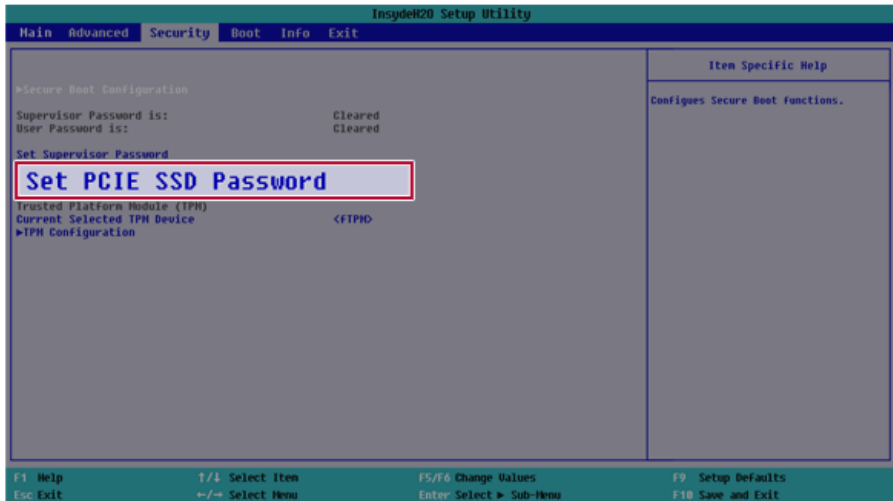 InsydeH20 Setup Utility
Main Advanced Security Boot Info Exit
Item Specific Help
▶Secure Boot Configuration
Configues Secure Boot functions.
Supervisor Password is: Cleared
User Password is: Cleared
Set Supervisor Password
Set PCIE SSD Password
Trusted Platform Module (TPM)
Current Selected TPM Device <fTPM>
▶TPM Configuration
F1 Help ↑/↓ Select Item F5/F6 Change Values F9 Setup Defaults
Esc Exit ←/→ Select Menu Enter Select ▶ Sub-Menu F10 Save and Exit